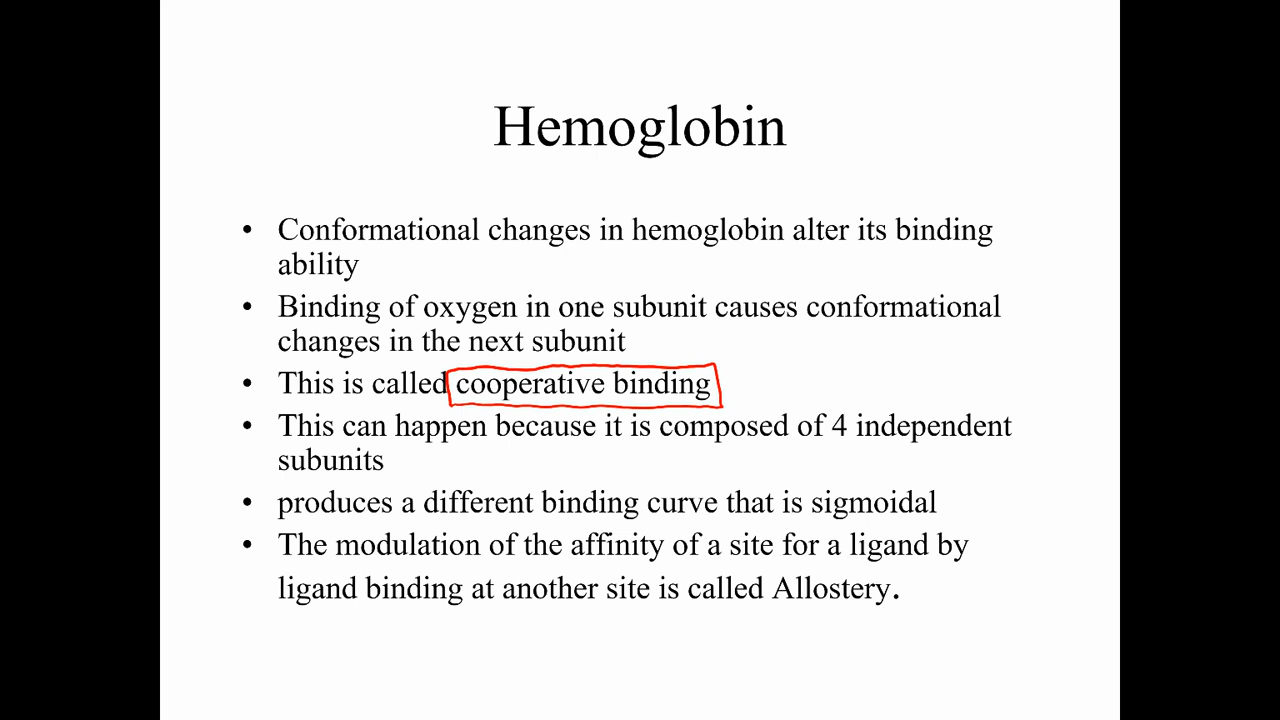 Hemoglobin
• Conformational changes in hemoglobin alter its binding
ability
• Binding of oxygen in one subunit causes conformational
changes in the next subunit
• This is called cooperative binding
• This can happen because it is composed of 4 independent
subunits
• produces a different binding curve that is sigmoidal
• The modulation of the affinity of a site for a ligand by
ligand binding at another site is called Allostery.